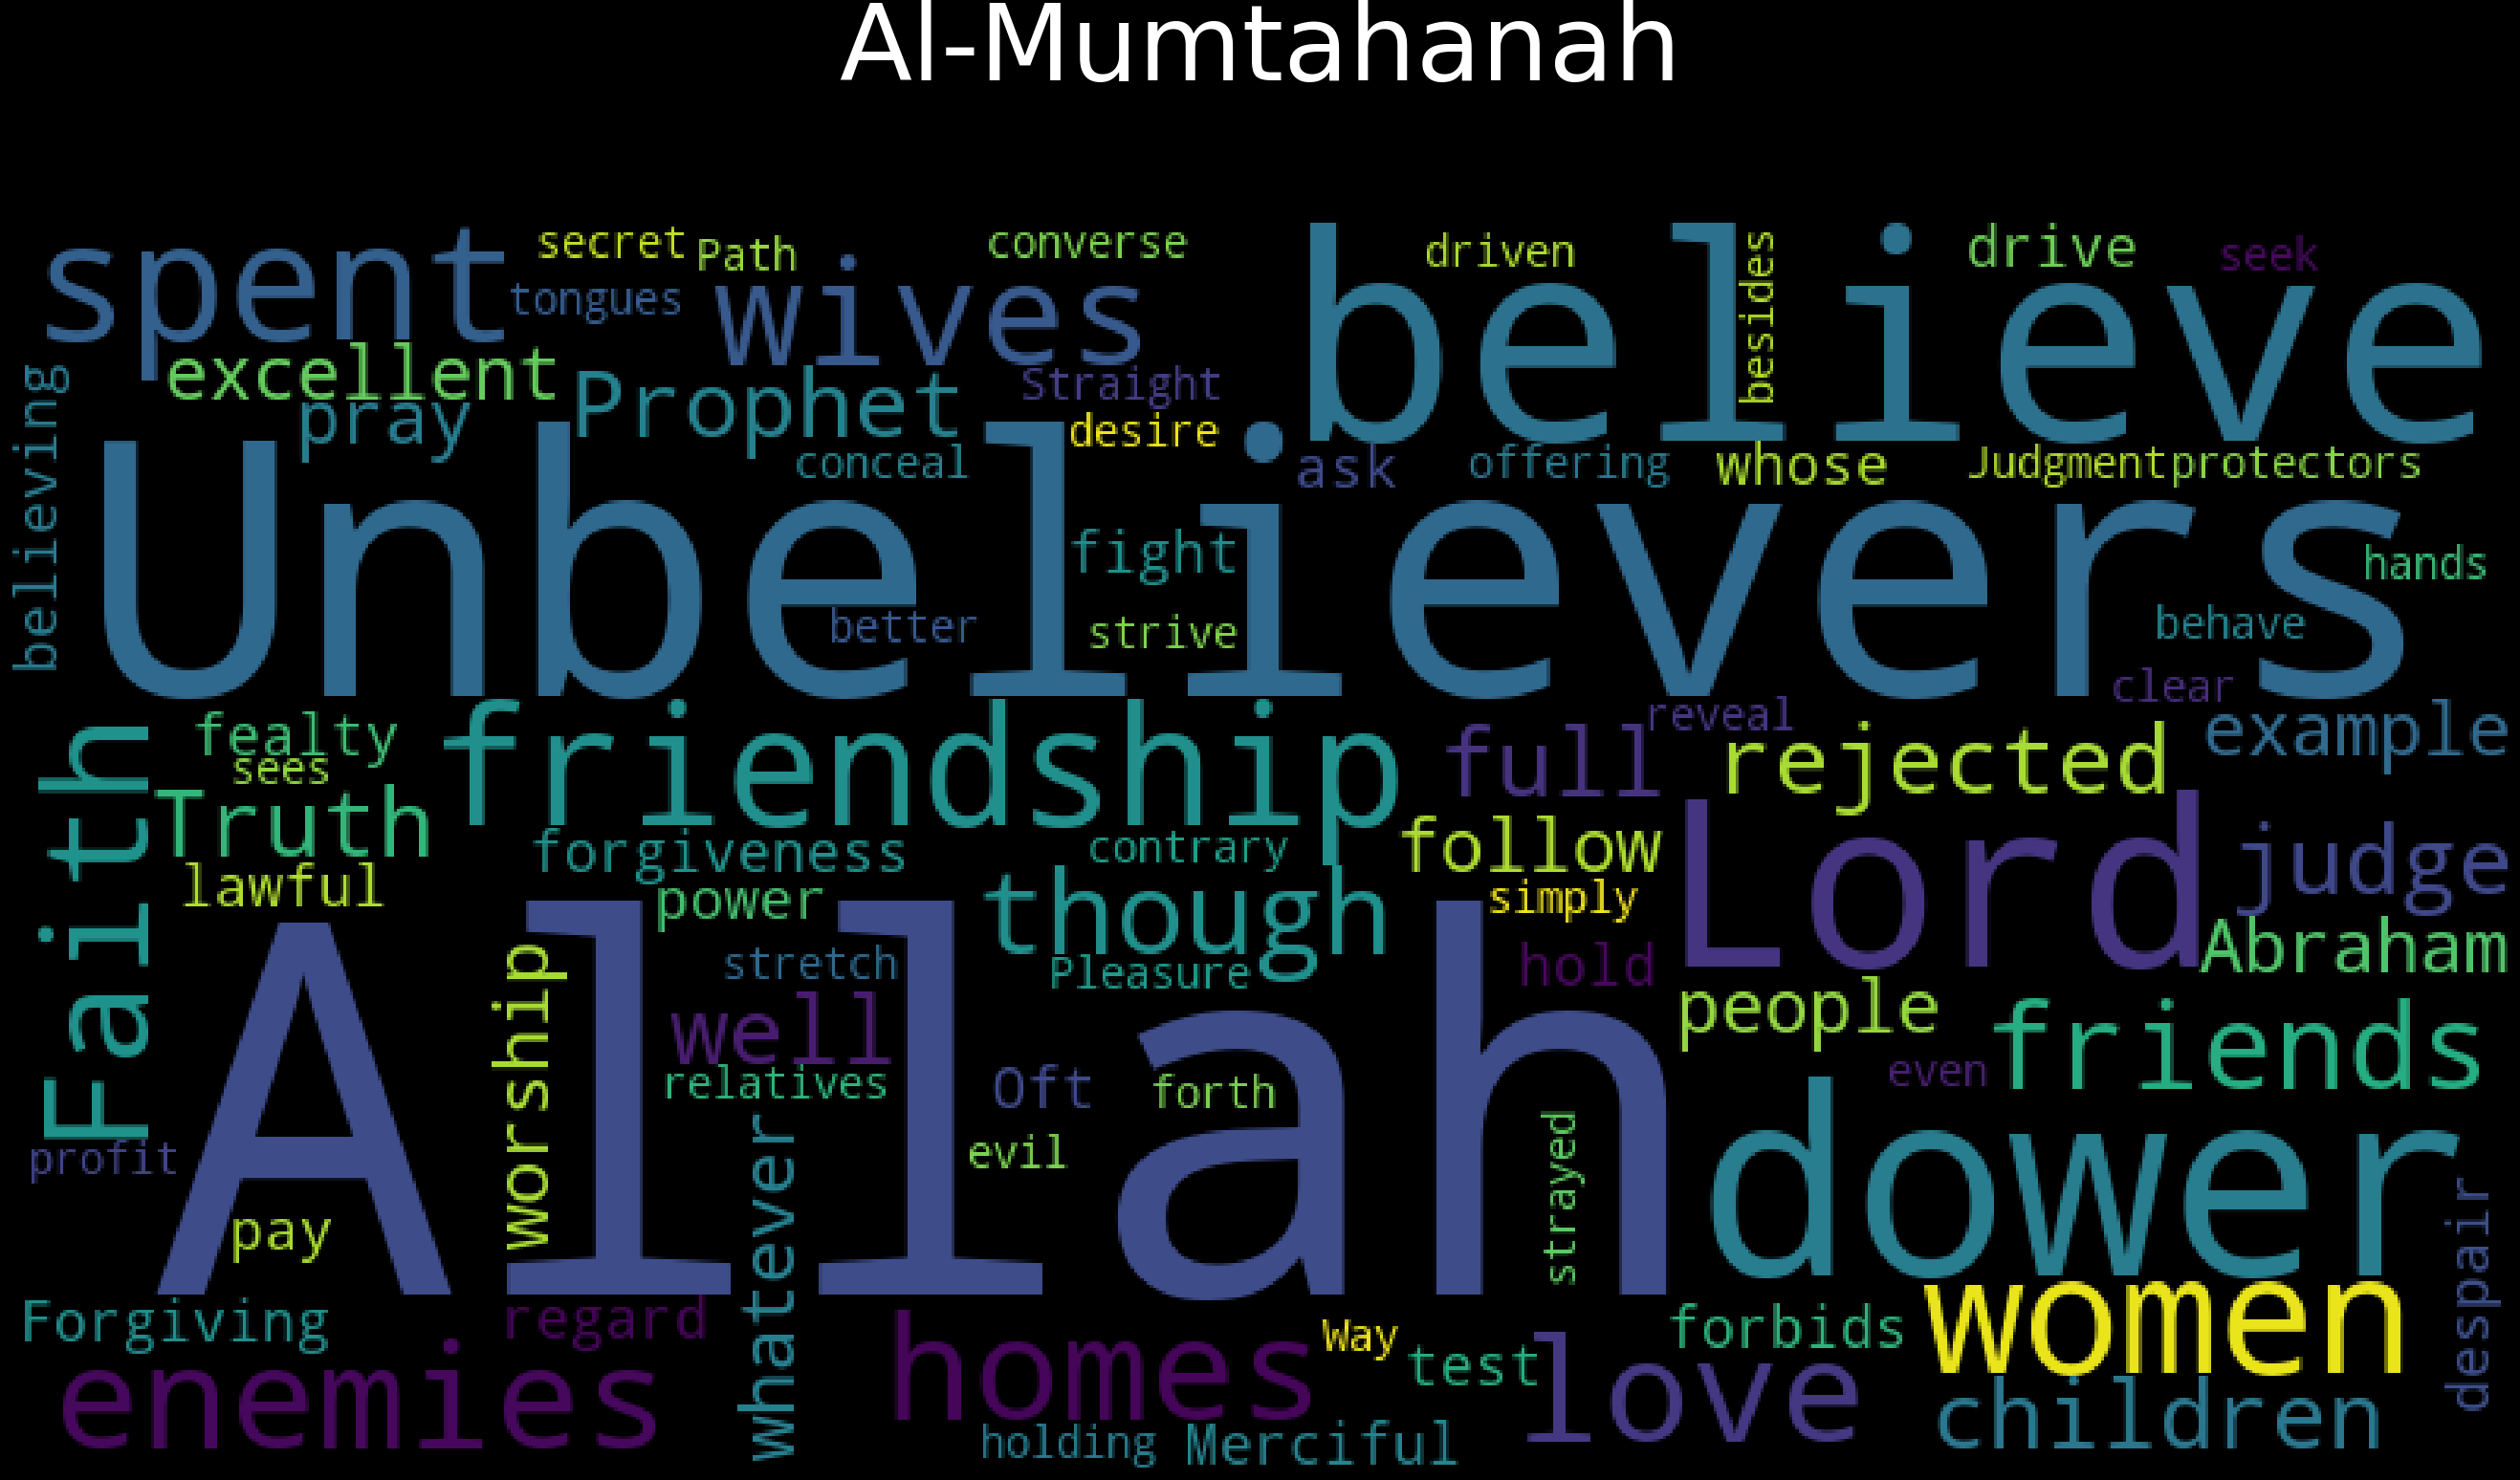 Al-Mumtahanah
spent
secret
Path
converse
driven
besides
drive
seek
tongues
wives
believe
excellent
Prophet
Straight
pray
desire
conceal
ask
offering
whose
Judgment
protectors
believing
Unbelievers
fight
hands
better
strive
behave
clear
reveal
fealty
friendship
full
rejected
example
sees
Faith
Truth
forgiveness
contrary
follow
Lord
judge
lawful
power
though
simply
Abraham
stretch
Pleasure
hold
worship
well
people
friends
relatives
Oft
forth
even
Allah
evil
strayed
dower
profit
whatever
pay
despair
Forgiving
regard
homes
Way
test
forbids
women
enemies
love
children
holding
Merciful